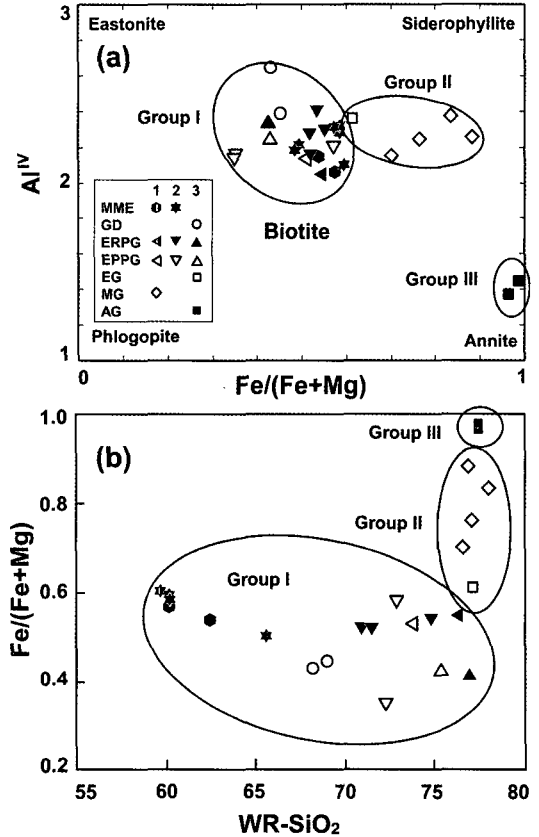 3
Eastonite Siderophyllite
(a)
Group II
Group I
Al^IV
2
1 2 3
MME
GD
ERPG
EPPG
EG
MG
AG
Biotite
Group III
Phlogopite Annite
1
0 1
Fe/(Fe+Mg)
1.0
(b)
Group III
0.8
Group II
Fe/(Fe+Mg)
Group I
0.6
0.4
0.2
55 60 65 70 75 80
WR-SiO₂